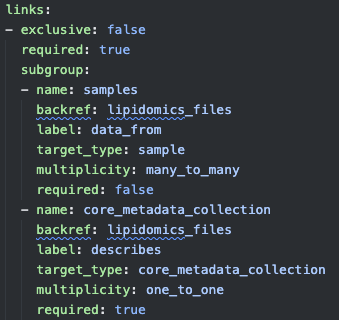 links:
- exclusive: false
  required: true
  subgroup:
  - name: samples
    backref: lipidomics_files
    label: data_from
    target_type: sample
    multiplicity: many_to_many
    required: false
  - name: core_metadata_collection
    backref: lipidomics_files
    label: describes
    target_type: core_metadata_collection
    multiplicity: one_to_one
    required: true